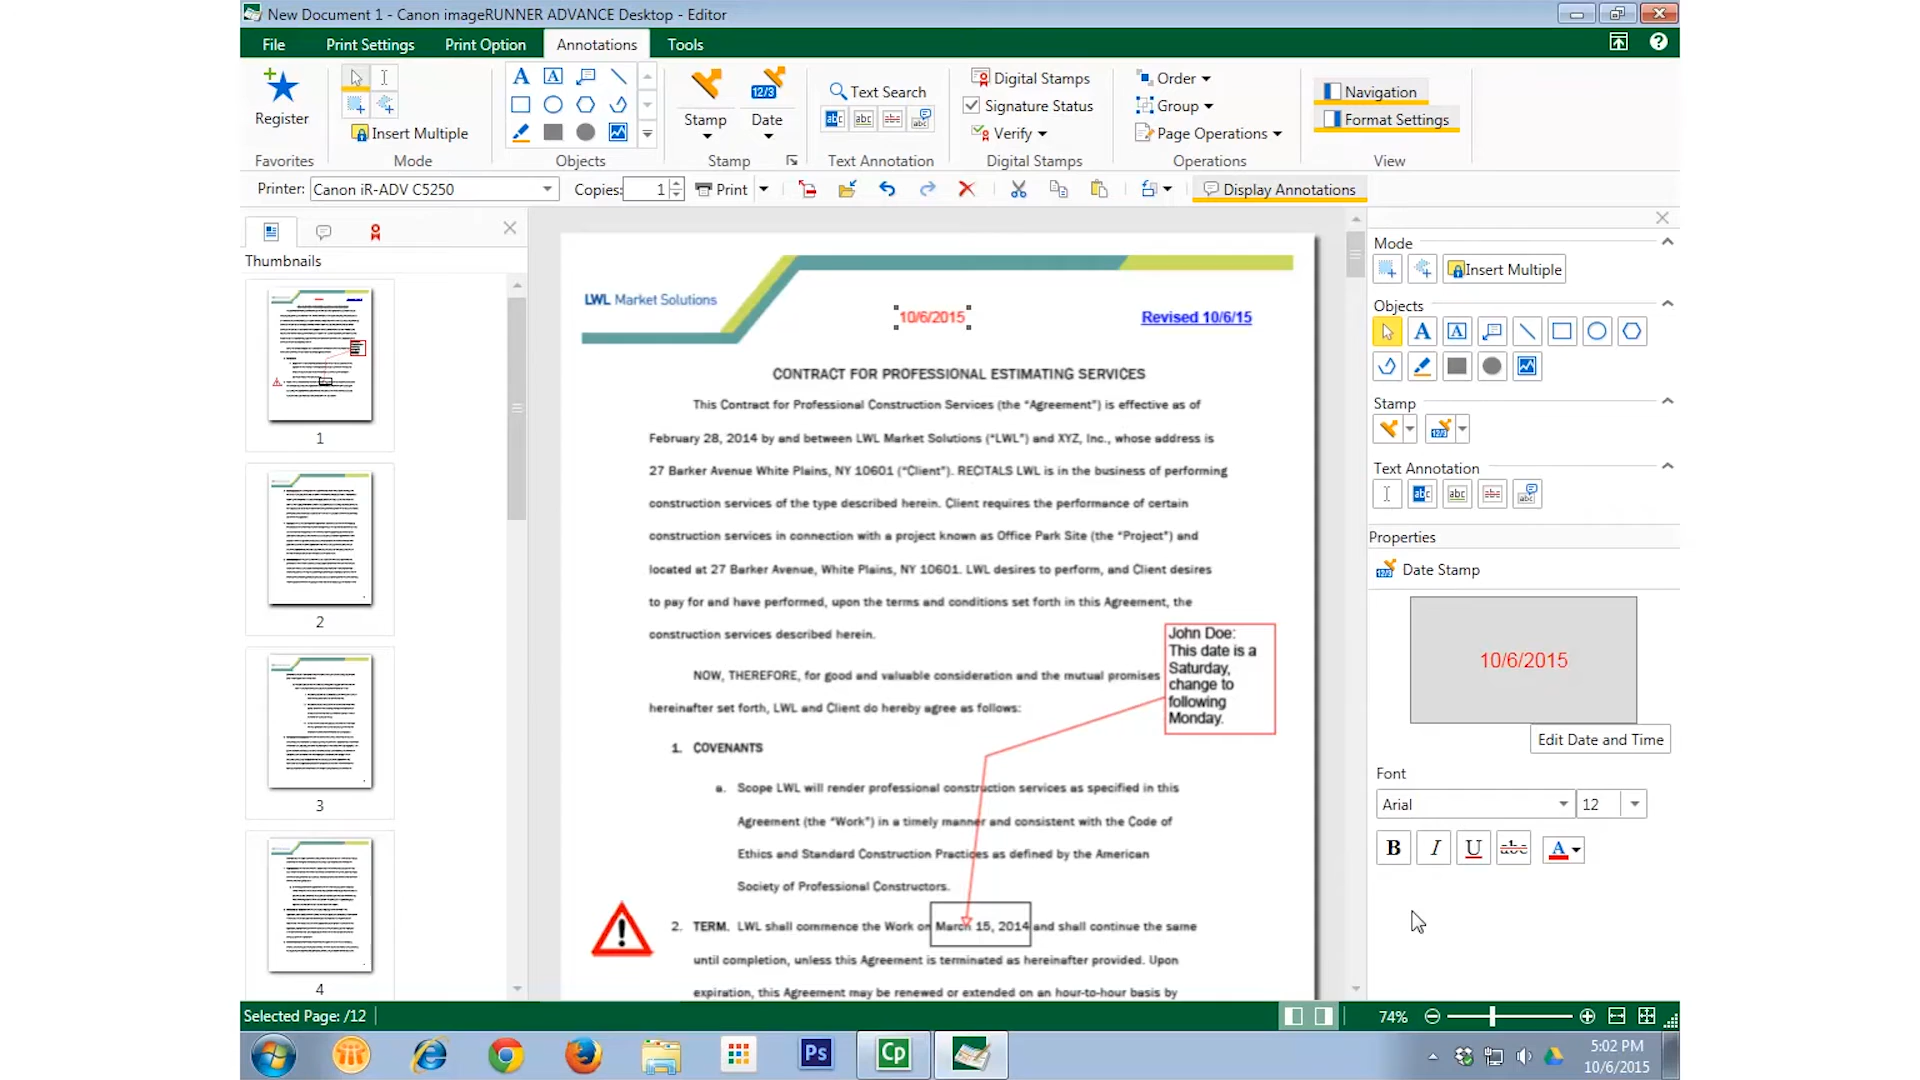 New Document 1 - Canon imageRUNNER ADVANCE Desktop - Editor
File Print Settings Print Option Annotations Tools
Register
Insert Multiple
Favorites Mode
A A
Objects
Stamp Date
12/3
Stamp
Text Search
abc abc abc abc
Text Annotation
Digital Stamps
Signature Status
Verify
Digital Stamps
Order
Group
Page Operations
Operations
Navigation
Format Settings
View
Printer: Canon iR-ADV C5250 Copies: 1 Print Display Annotations
Thumbnails
1
2
3
4
LWL Market Solutions
10/6/2015
Revised 10/6/15
CONTRACT FOR PROFESSIONAL ESTIMATING SERVICES
This Contract for Professional Construction Services (the “Agreement”) is effective as of
February 28, 2014 by and between LWL Market Solutions (“LWL”) and XYZ, Inc., whose address is
27 Barker Avenue White Plains, NY 10601 (“Client”). RECITALS LWL is in the business of performing
construction services of the type described herein. Client requires the performance of certain
construction services in connection with a project known as Office Park Site (the “Project”) and
located at 27 Barker Avenue, White Plains, NY 10601. LWL desires to perform, and Client desires
to pay for and have performed, upon the terms and conditions set forth in this Agreement, the
construction services described herein.
John Doe:
This date is a
Saturday,
change to
following
Monday.
NOW, THEREFORE, for good and valuable consideration and the mutual promises
hereinafter set forth, LWL and Client do hereby agree as follows:
1. COVENANTS
a. Scope LWL will render professional construction services as specified in this
Agreement (the “Work”) in a timely manner and consistent with the Code of
Ethics and Standard Construction Practices as defined by the American
Society of Professional Constructors.
2. TERM. LWL shall commence the Work on March 15, 2014 and shall continue the same
until completion, unless this Agreement is terminated as hereinafter provided. Upon
expiration, this Agreement may be renewed or extended on an hour-to-hour basis by
Mode
Insert Multiple
Objects
A A
Stamp
12/3
Text Annotation
abc abc abc abc
Properties
12/3 Date Stamp
10/6/2015
Edit Date and Time
Font
Arial 12
B I U abc A
Selected Page: /12
74%
Ps Cp
5:02 PM
10/6/2015